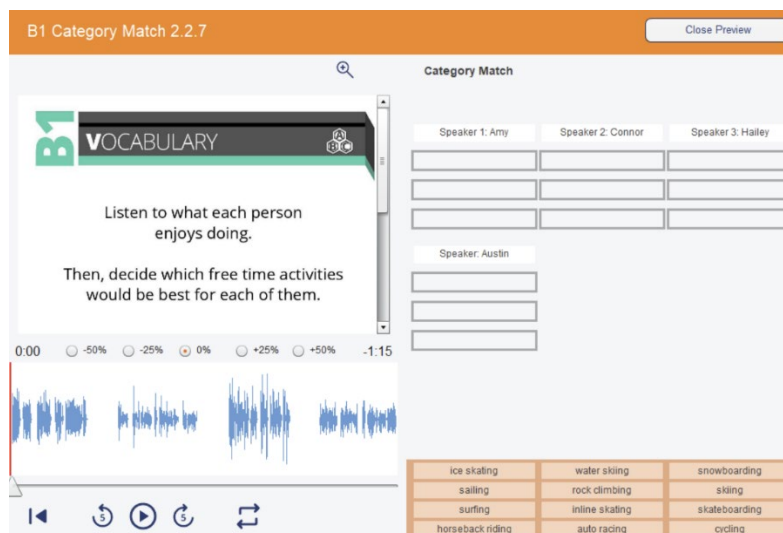 B1 Category Match 2.2.7
Close Preview
B1
VOCABULARY
A
B C
Listen to what each person
enjoys doing.
Then, decide which free time activities
would be best for each of them.
0:00 -50% -25% 0% +25% +50% -1:15
5 5
Category Match
Speaker 1: Amy Speaker 2: Connor Speaker 3: Hailey
Speaker: Austin
ice skating water skiing snowboarding
sailing rock climbing skiing
surfing inline skating skateboarding
horseback riding auto racing cycling